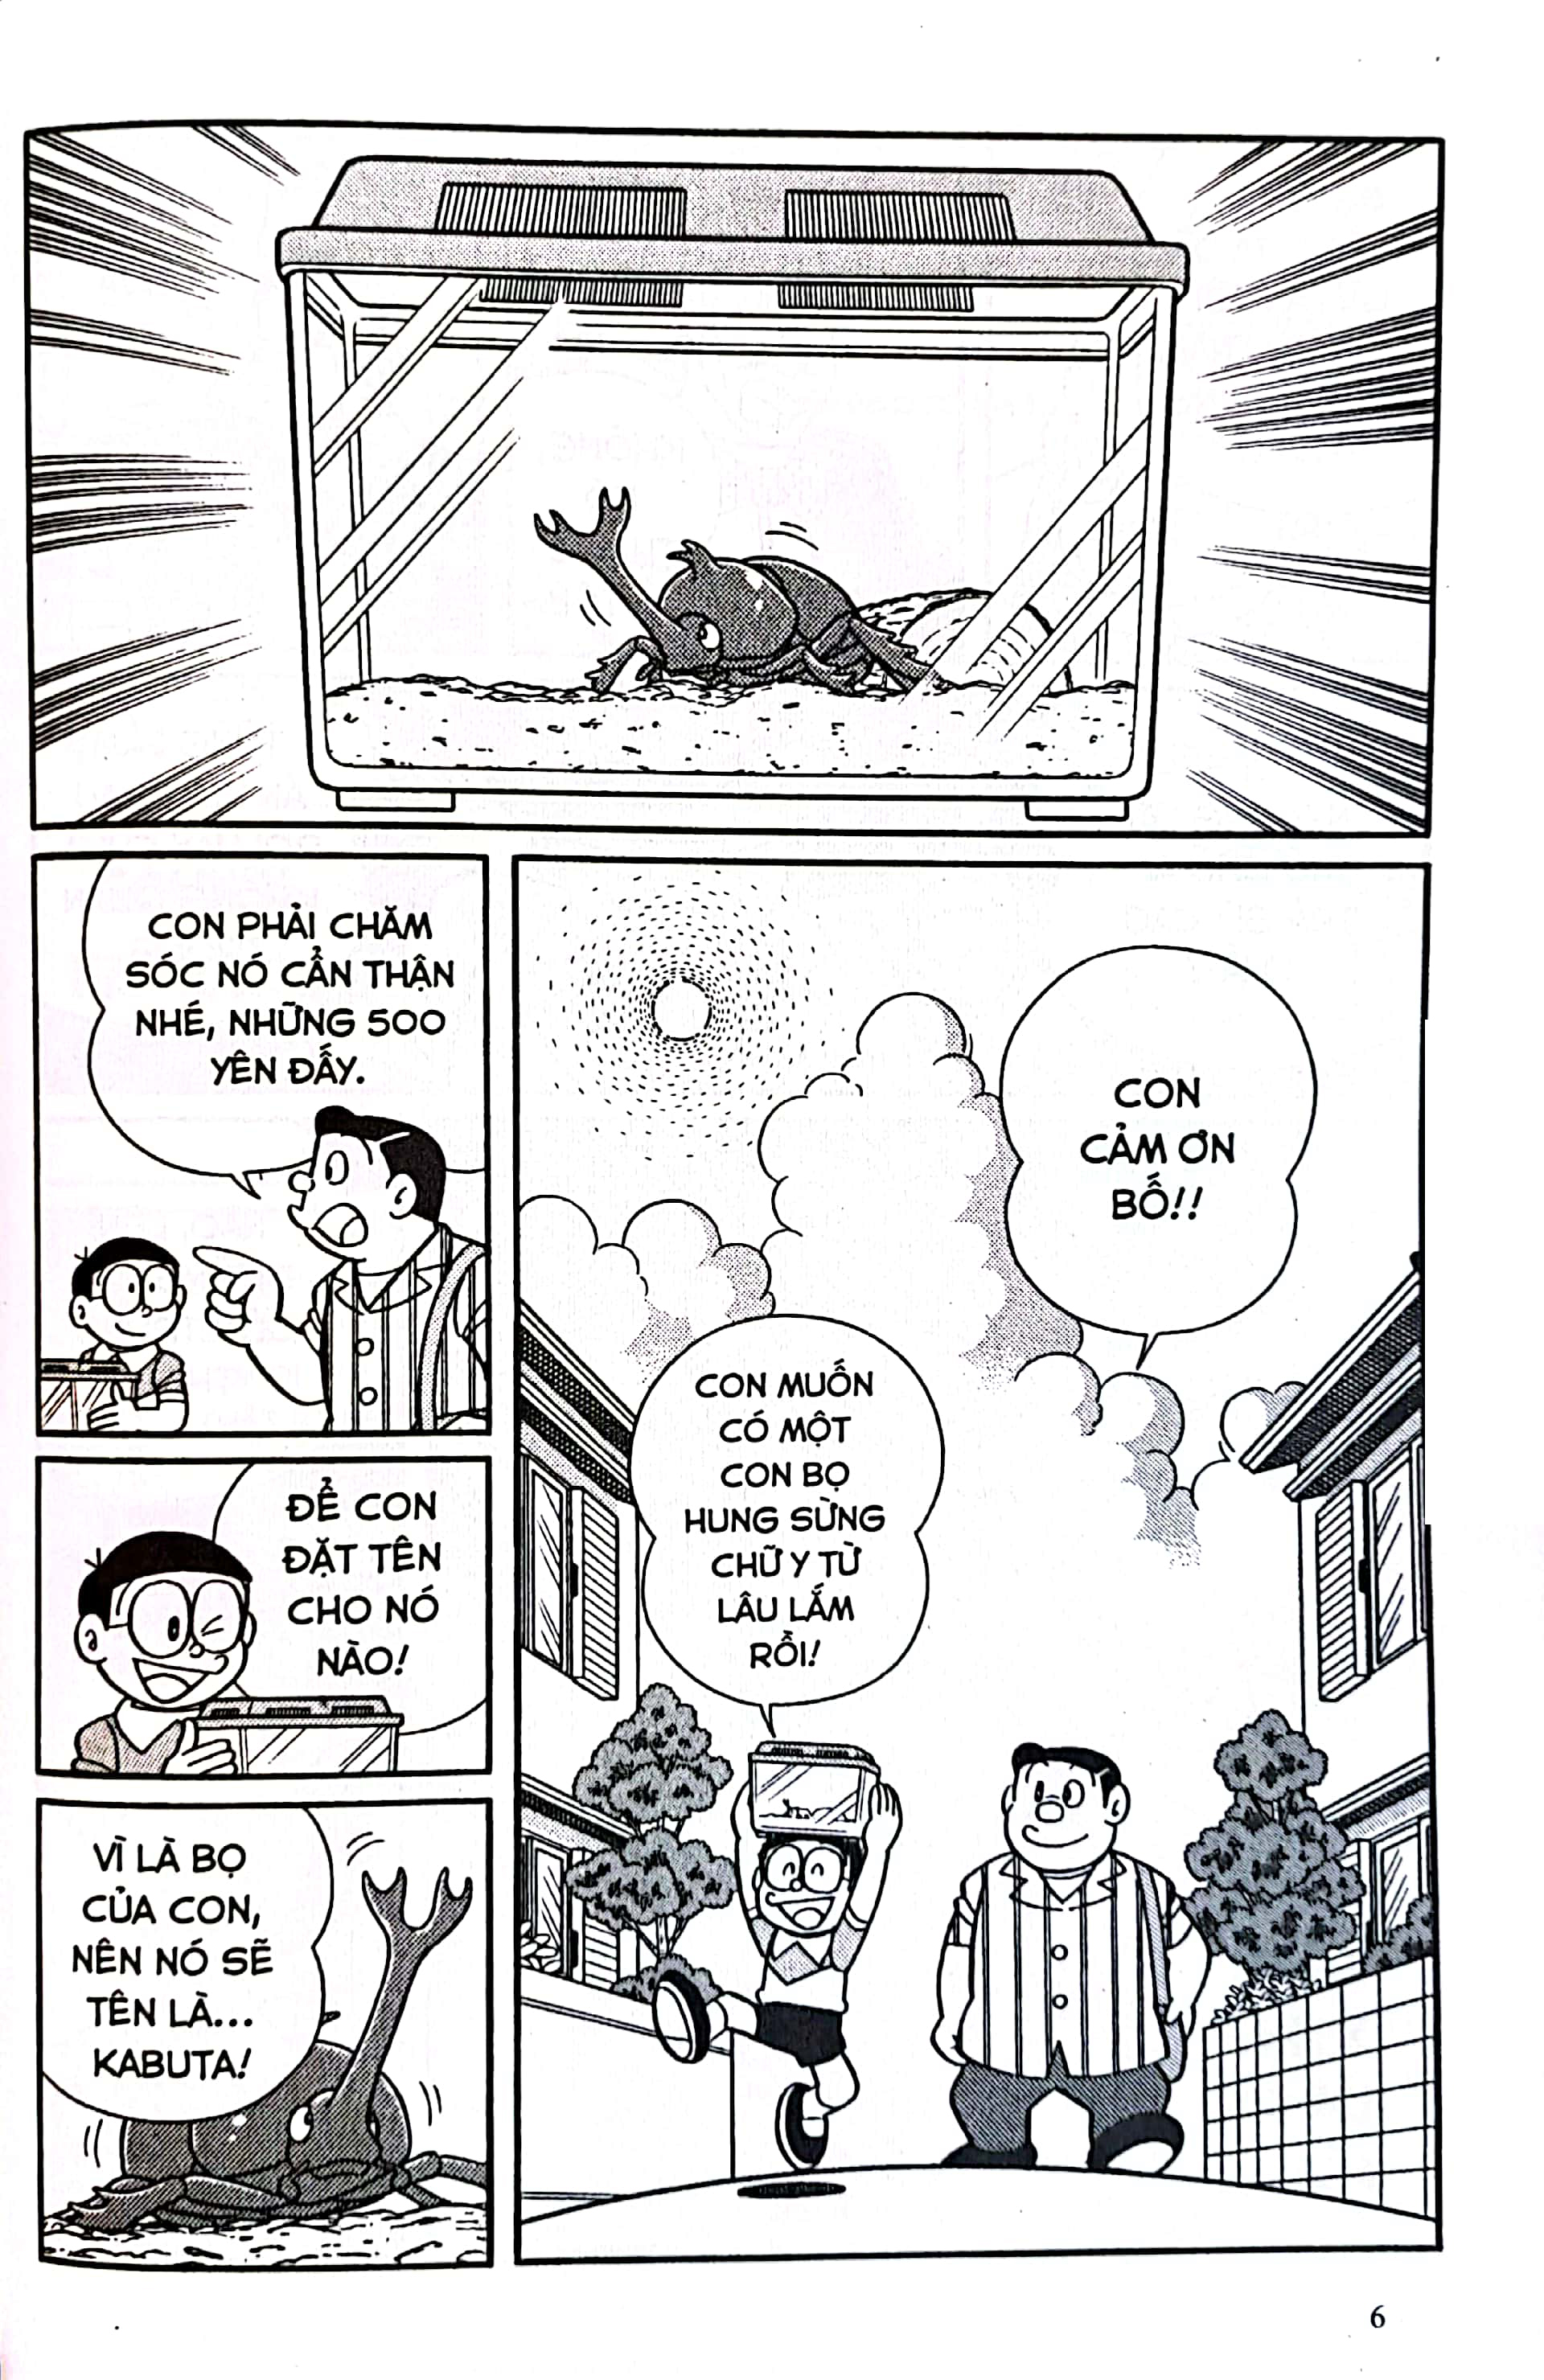 CON PHẢI CHĂM
SÓC NÓ CẨN THẬN
NHÉ, NHỮNG 500
YÊN ĐẤY.
ĐỂ CON
ĐẶT TÊN
CHO NÓ
NÀO!
VÌ LÀ BỌ
CỦA CON,
NÊN NÓ SẼ
TÊN LÀ...
KABUTA!
CON
CẢM ƠN
BỐ!!
CON MUỐN
CÓ MỘT
CON BỌ
HUNG SỪNG
CHỮ Y TỪ
LÂU LẮM
RỒI!
6